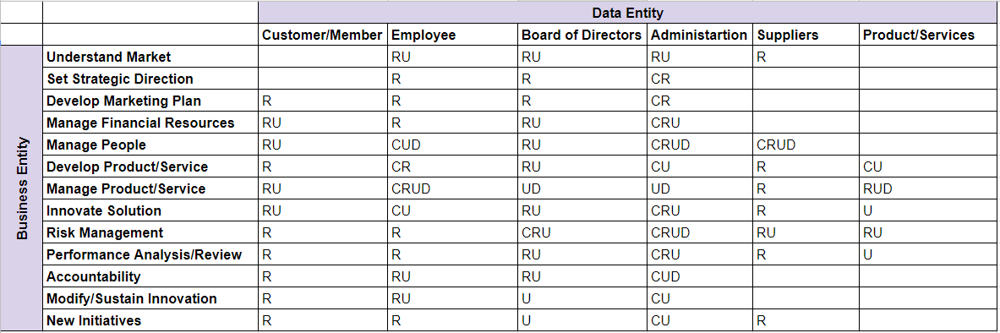 Data Entity
Customer/Member Employee Board of Directors Administartion Suppliers Product/Services
Business Entity
Understand Market RU RU RU R
Set Strategic Direction R R CR
Develop Marketing Plan R R R CR
Manage Financial Resources RU R RU CRU
Manage People RU CUD RU CRUD CRUD
Develop Product/Service R CR RU CU R CU
Manage Product/Service RU CRUD UD UD R RUD
Innovate Solution RU CU RU CRU R U
Risk Management R R CRU CRUD RU RU
Performance Analysis/Review R R RU CRU R U
Accountability R RU RU CUD
Modify/Sustain Innovation R RU U CU
New Initiatives R R U CU R